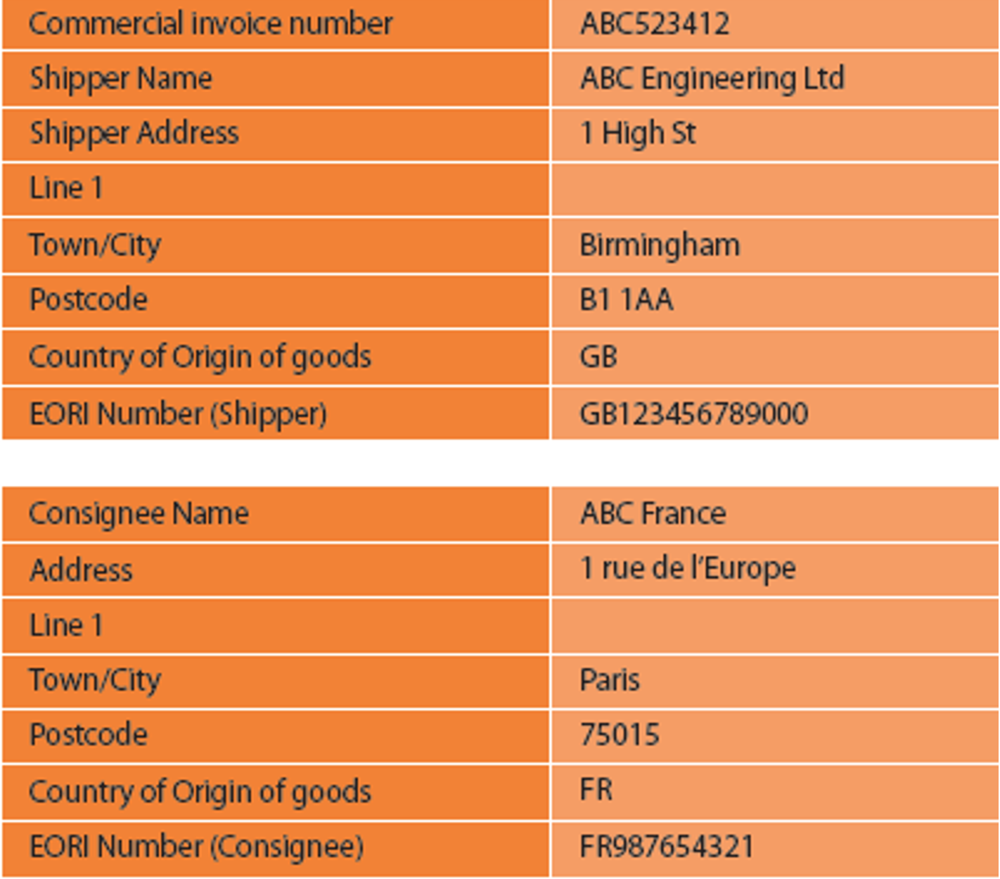 Commercial invoice number ABC523412
Shipper Name ABC Engineering Ltd
Shipper Address 1 High St
Line 1
Town/City Birmingham
Postcode B1 1AA
Country of Origin of goods GB
EORI Number (Shipper) GB123456789000
Consignee Name ABC France
Address 1 rue de l’Europe
Line 1
Town/City Paris
Postcode 75015
Country of Origin of goods FR
EORI Number (Consignee) FR987654321